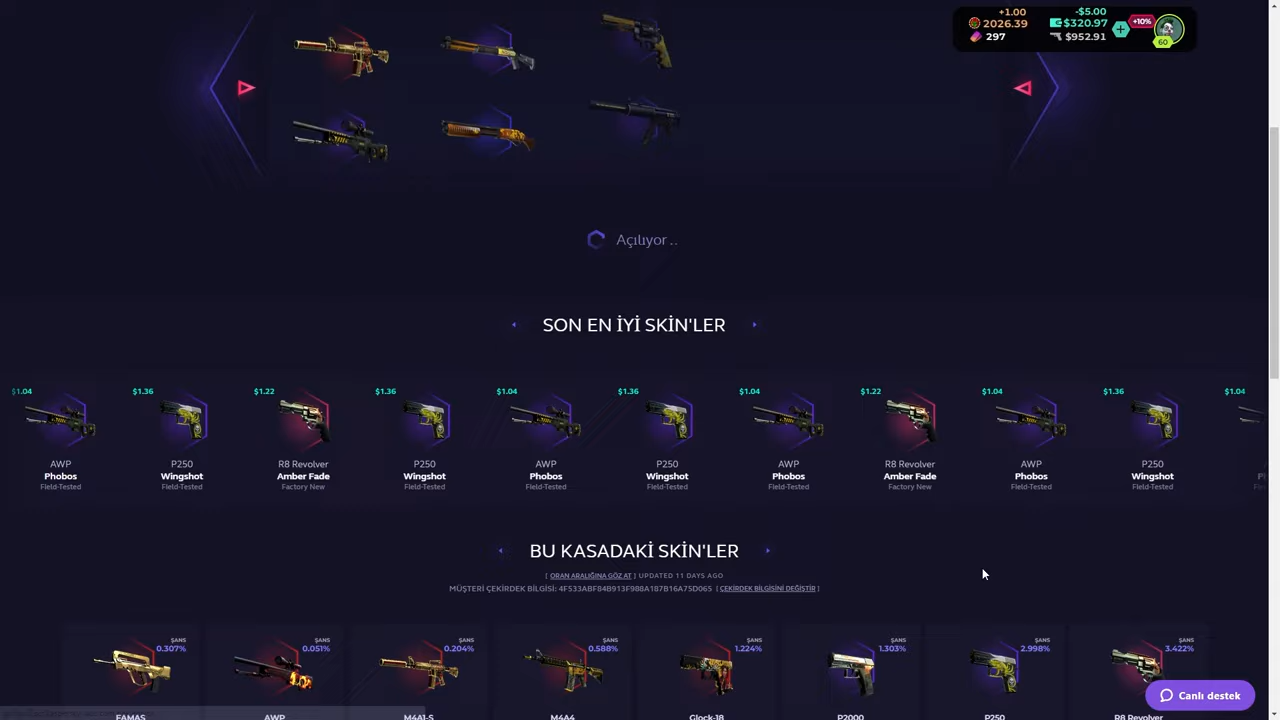 +1.00
-$5.00
2026.39
$320.97
+10%
297
$952.91
60
Açılıyor ..
SON EN İYİ SKİN'LER
$1.04
$1.36
$1.22
$1.36
$1.04
$1.36
$1.04
$1.22
$1.04
$1.36
$1.04
AWP
P250
R8 Revolver
P250
AWP
P250
AWP
R8 Revolver
AWP
P250
Phobos
Wingshot
Amber Fade
Wingshot
Phobos
Wingshot
Phobos
Amber Fade
Phobos
Wingshot
Field-Tested
Field-Tested
Factory New
Field-Tested
Field-Tested
Field-Tested
Field-Tested
Factory New
Field-Tested
Field-Tested
BU KASADAKİ SKİN'LER
[ ORAN ARALIĞINA GÖZ AT ] UPDATED 11 DAYS AGO
MÜŞTERİ ÇEKİRDEK BİLGİSİ: 4F533ABF84B913F988A187B16A75D065 [ ÇEKİRDEK BİLGİSİNİ DEĞİŞTİR ]
ŞANS
ŞANS
ŞANS
ŞANS
ŞANS
ŞANS
ŞANS
ŞANS
0.307%
0.051%
0.204%
0.588%
1.224%
1.303%
2.998%
3.422%
Canlı destek
FAMAS
AWP
M4A1-S
M4A4
Glock-18
P2000
P250
R8 Revolver